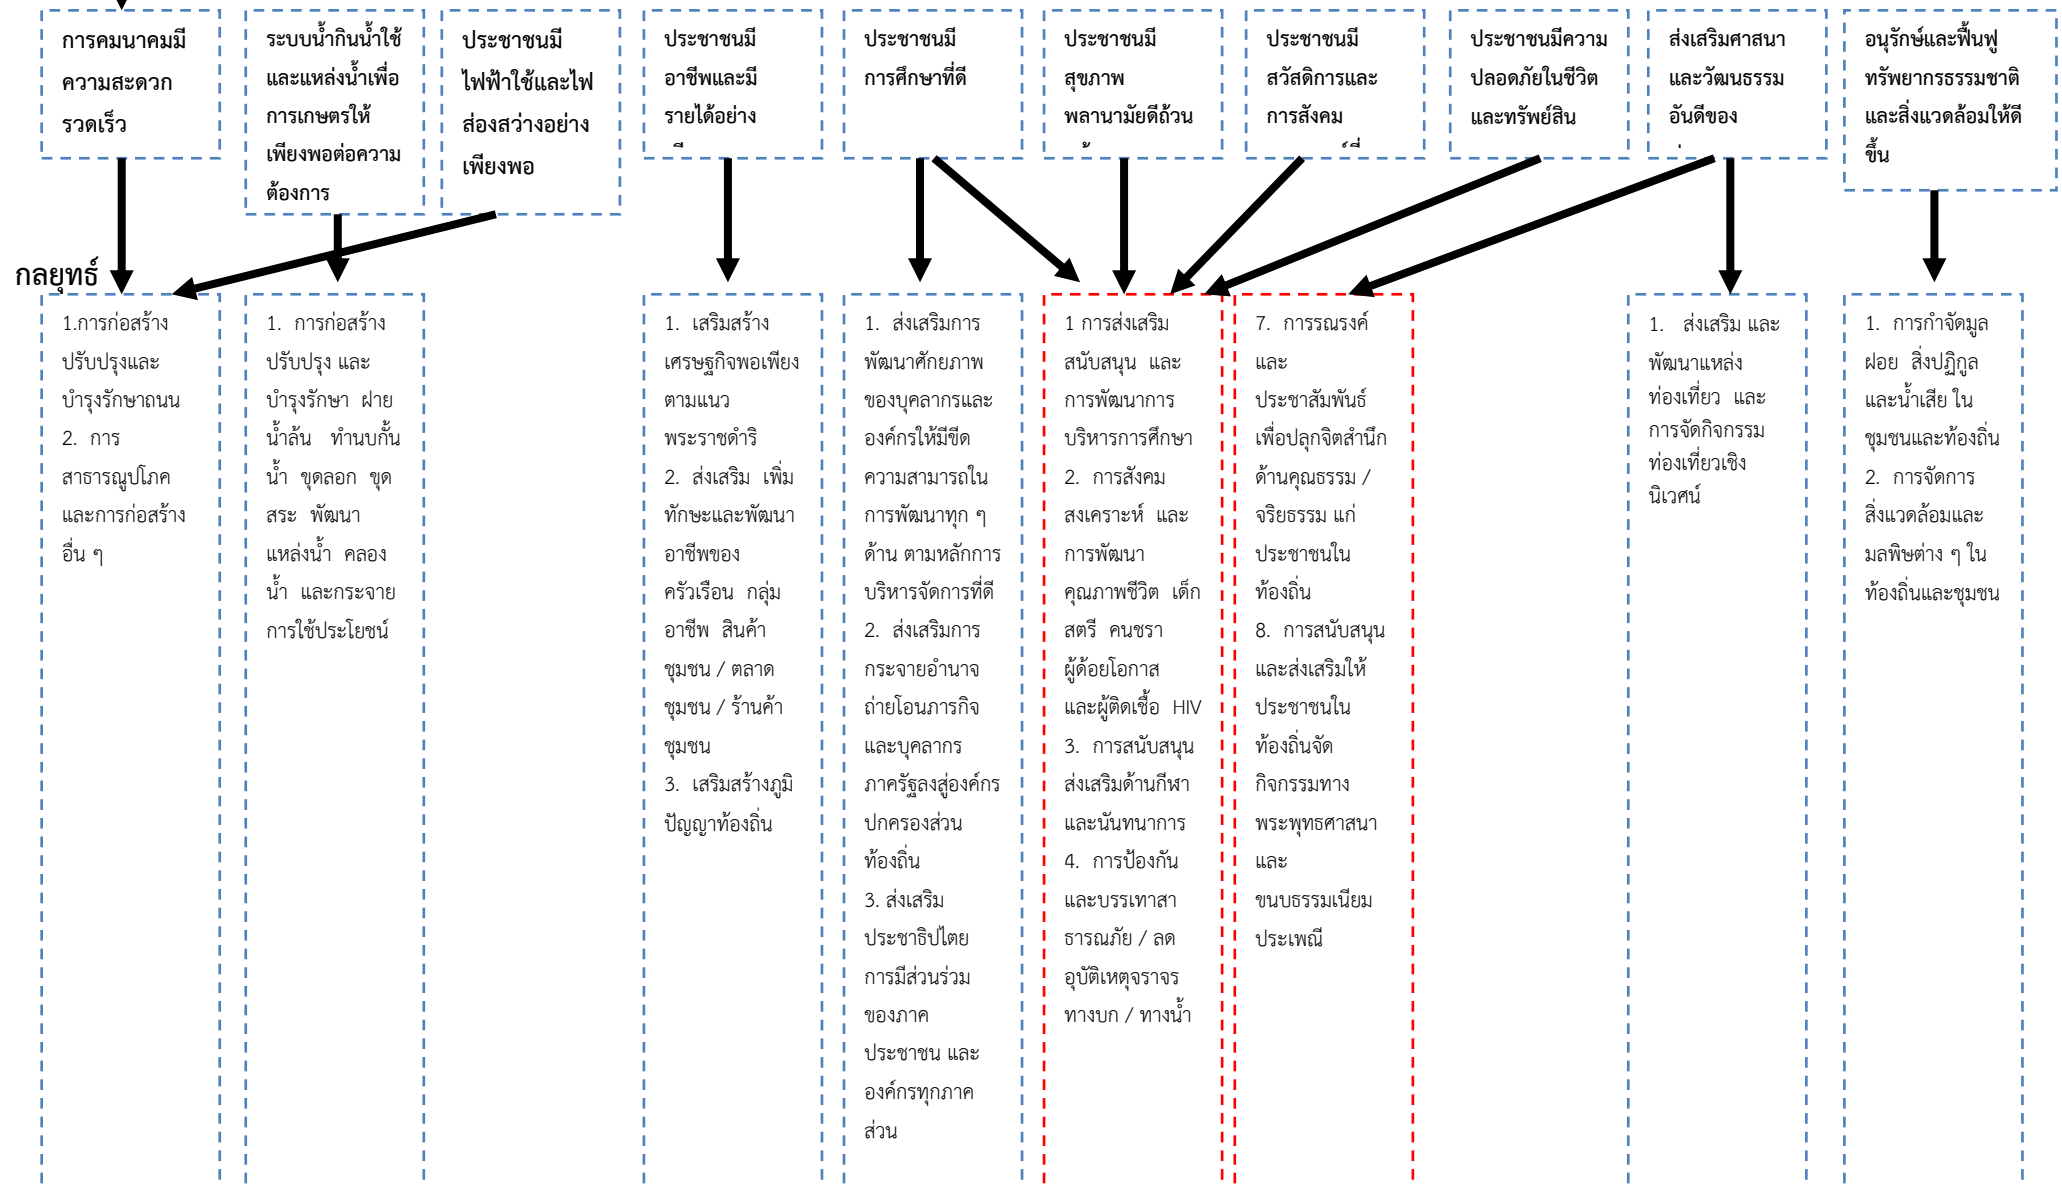 การคมนาคมมี
ความสะดวก
รวดเร็ว
ระบบน้ำกินน้ำใช้
และแหล่งน้ำเพื่อ
การเกษตรให้
เพียงพอต่อความ
ต้องการ
ประชาชนมี
ไฟฟ้าใช้และไฟ
ส่องสว่างอย่าง
เพียงพอ
ประชาชนมี
อาชีพและมี
รายได้อย่าง
ประชาชนมี
การศึกษาที่ดี
ประชาชนมี
สุขภาพ
พลานามัยดีถ้วน
ประชาชนมี
สวัสดิการและ
การสังคม
ประชาชนมีความ
ปลอดภัยในชีวิต
และทรัพย์สิน
ส่งเสริมศาสนา
และวัฒนธรรม
อันดีของ
อนุรักษ์และฟื้นฟู
ทรัพยากรธรรมชาติ
และสิ่งแวดล้อมให้ดี
ขึ้น
กลยุทธ์
1.การก่อสร้าง
ปรับปรุงและ
บำรุงรักษาถนน
2. การ
สาธารณูปโภค
และการก่อสร้าง
อื่น ๆ
1. การก่อสร้าง
ปรับปรุง และ
บำรุงรักษา ฝาย
น้ำล้น ทำนบกั้น
น้ำ ขุดลอก ขุด
สระ พัฒนา
แหล่งน้ำ คลอง
น้ำ และกระจาย
การใช้ประโยชน์
1. เสริมสร้าง
เศรษฐกิจพอเพียง
ตามแนว
พระราชดำริ
2. ส่งเสริม เพิ่ม
ทักษะและพัฒนา
อาชีพของ
ครัวเรือน กลุ่ม
อาชีพ สินค้า
ชุมชน / ตลาด
ชุมชน / ร้านค้า
ชุมชน
3. เสริมสร้างภูมิ
ปัญญาท้องถิ่น
1. ส่งเสริมการ
พัฒนาศักยภาพ
ของบุคลากรและ
องค์กรให้มีขีด
ความสามารถใน
การพัฒนาทุก ๆ
ด้าน ตามหลักการ
บริหารจัดการที่ดี
2. ส่งเสริมการ
กระจายอำนาจ
ถ่ายโอนภารกิจ
และบุคลากร
ภาครัฐลงสู่องค์กร
ปกครองส่วน
ท้องถิ่น
3. ส่งเสริม
ประชาธิปไตย
การมีส่วนร่วม
ของภาค
ประชาชน และ
องค์กรทุกภาค
ส่วน
1 การส่งเสริม
สนับสนุน และ
การพัฒนาการ
บริหารการศึกษา
2. การสังคม
สงเคราะห์ และ
การพัฒนา
คุณภาพชีวิต เด็ก
สตรี คนชรา
ผู้ด้อยโอกาส
และผู้ติดเชื้อ HIV
3. การสนับสนุน
ส่งเสริมด้านกีฬา
และนันทนาการ
4. การป้องกัน
และบรรเทาสา
ธารณภัย / ลด
อุบัติเหตุจราจร
ทางบก / ทางน้ำ
7. การรณรงค์
และ
ประชาสัมพันธ์
เพื่อปลุกจิตสำนึก
ด้านคุณธรรม /
จริยธรรม แก่
ประชาชนใน
ท้องถิ่น
8. การสนับสนุน
และส่งเสริมให้
ประชาชนใน
ท้องถิ่นจัด
กิจกรรมทาง
พระพุทธศาสนา
และ
ขนบธรรมเนียม
ประเพณี
1. ส่งเสริม และ
พัฒนาแหล่ง
ท่องเที่ยว และ
การจัดกิจกรรม
ท่องเที่ยวเชิง
นิเวศน์
1. การกำจัดมูล
ฝอย สิ่งปฏิกูล
และน้ำเสีย ใน
ชุมชนและท้องถิ่น
2. การจัดการ
สิ่งแวดล้อมและ
มลพิษต่าง ๆ ใน
ท้องถิ่นและชุมชน